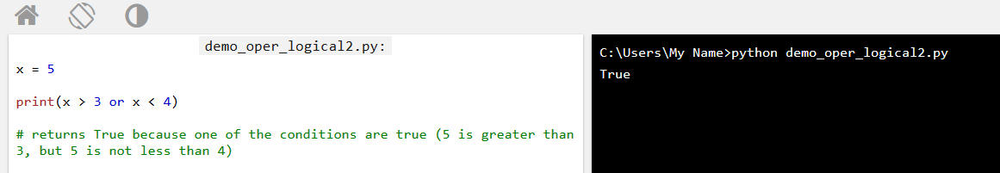 demo_oper_logical2.py:
x = 5
print(x > 3 or x < 4)
# returns True because one of the conditions are true (5 is greater than
3, but 5 is not less than 4)
C:\Users\My Name>python demo_oper_logical2.py
True